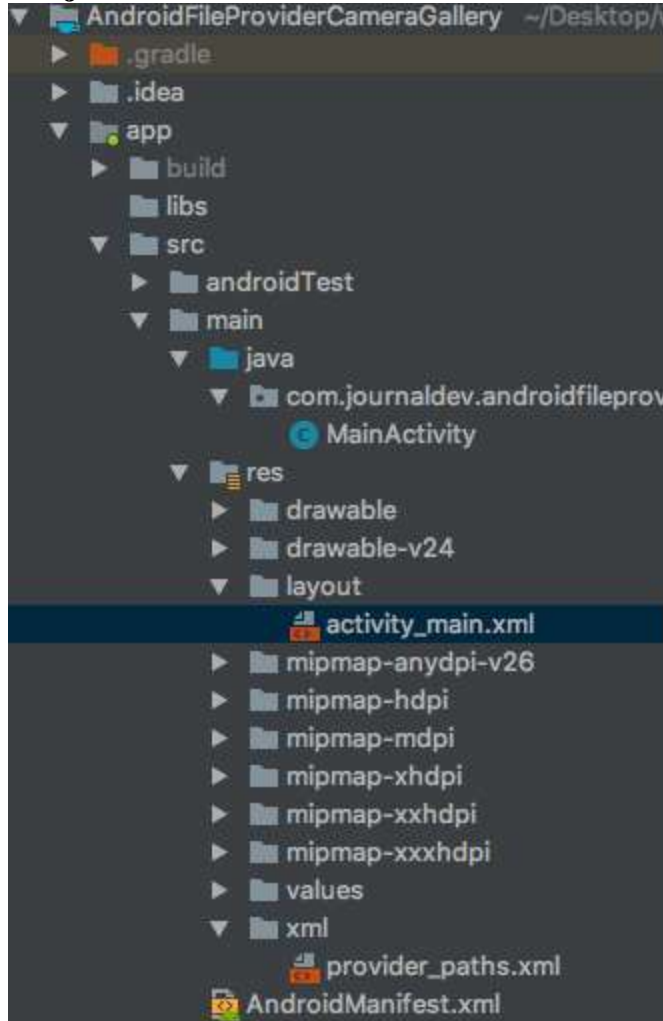 AndroidFileProviderCameraGallery ~/Desktop/
.gradle
.idea
app
build
libs
src
androidTest
main
java
com.journaldev.androidfileprov
MainActivity
res
drawable
drawable-v24
layout
activity_main.xml
mipmap-anydpi-v26
mipmap-hdpi
mipmap-mdpi
mipmap-xhdpi
mipmap-xxhdpi
mipmap-xxxhdpi
values
xml
provider_paths.xml
AndroidManifest.xml